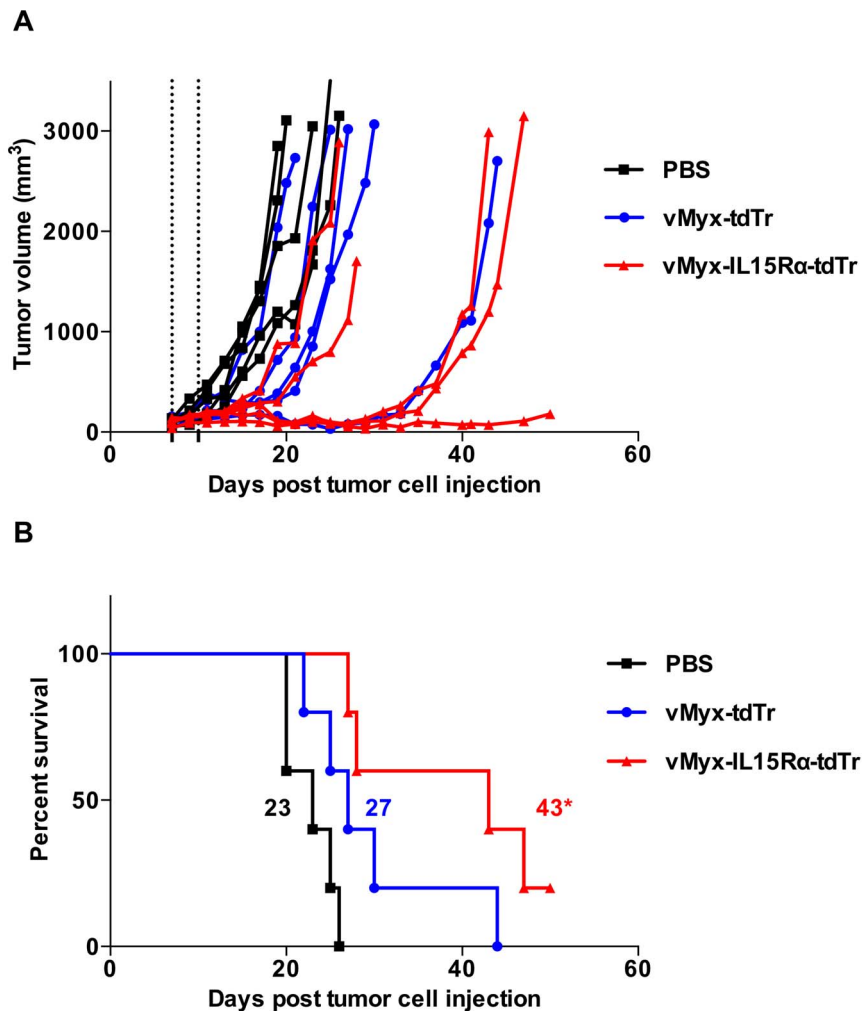 A
Tumor volume (mm³)
3000
2000
1000
0
0 20 40 60
Days post tumor cell injection
PBS
vMyx-tdTr
vMyx-IL15Rα-tdTr
B
Percent survival
100
50
0
23 27 43*
0 20 40 60
Days post tumor cell injection
PBS
vMyx-tdTr
vMyx-IL15Rα-tdTr